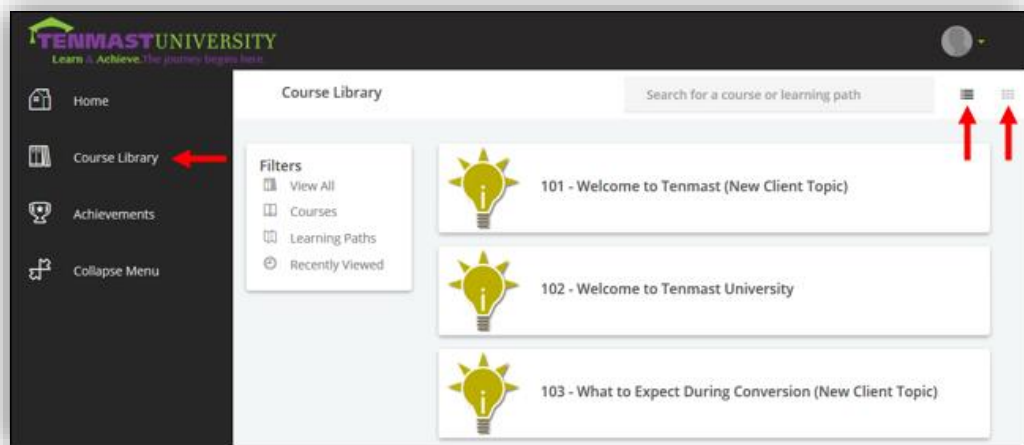 TENMASTUNIVERSITY
Learn & Achieve.The journey begins here.
Home
Course Library
Achievements
Collapse Menu
Course Library
Search for a course or learning path
Filters
View All
Courses
Learning Paths
Recently Viewed
101 - Welcome to Tenmast (New Client Topic)
102 - Welcome to Tenmast University
103 - What to Expect During Conversion (New Client Topic)